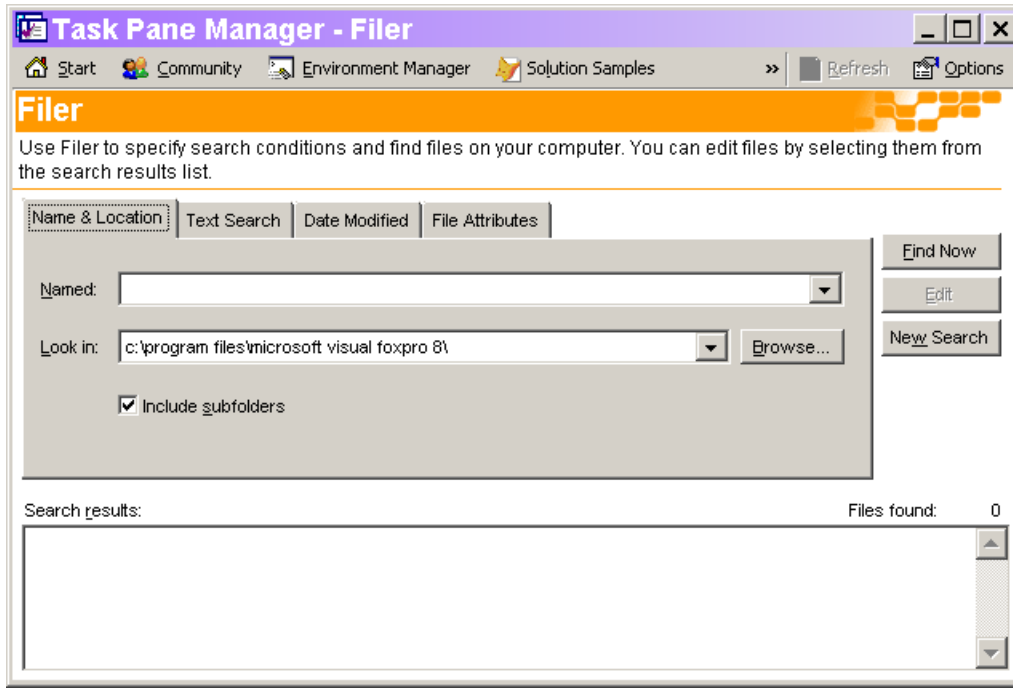 Task Pane Manager - Filer
Start Community Environment Manager Solution Samples » Refresh Options
Filer
Use Filer to specify search conditions and find files on your computer. You can edit files by selecting them from
the search results list.
Name & Location Text Search Date Modified File Attributes
Find Now
Named:
Edit
Look in: c:\program files\microsoft visual foxpro 8\ Browse...
New Search
Include subfolders
Search results: Files found: 0